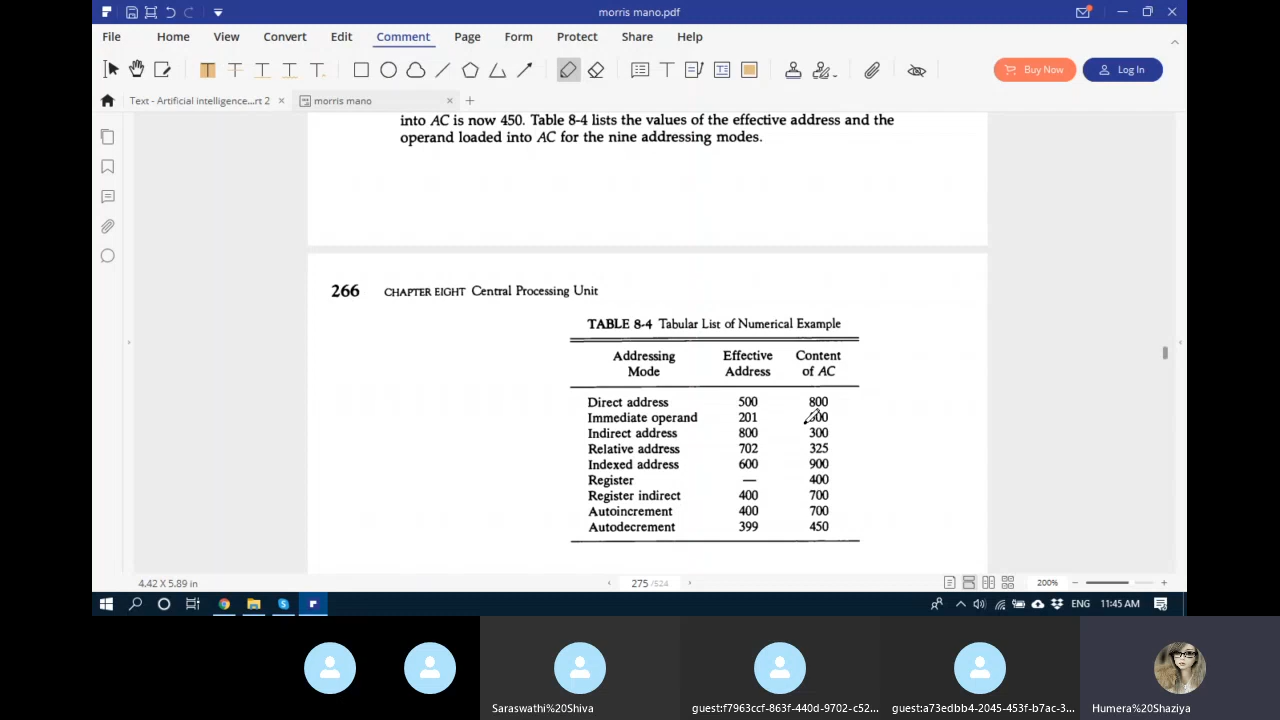 morris mano.pdf
File Home View Convert Edit Comment Page Form Protect Share Help
Buy Now Log In
Text - Artificial intelligence...rt 2 × morris mano × +
into AC is now 450. Table 8-4 lists the values of the effective address and the
operand loaded into AC for the nine addressing modes.
266 CHAPTER EIGHT Central Processing Unit
TABLE 8-4 Tabular List of Numerical Example
Addressing Mode Effective Address Content of AC
Direct address 500 800
Immediate operand 201
Indirect address 800 300
Relative address 702 325
Indexed address 600 900
Register — 400
Register indirect 400 700
Autoincrement 400 700
Autodecrement 399 450
4.42 X 5.89 in 275 /524 200%
ENG 11:45 AM
Saraswathi%20Shiva guest:f7963ccf-863f-440d-9702-c52... guest:a73edbb4-2045-453f-b7ac-3... Humera%20Shaziya